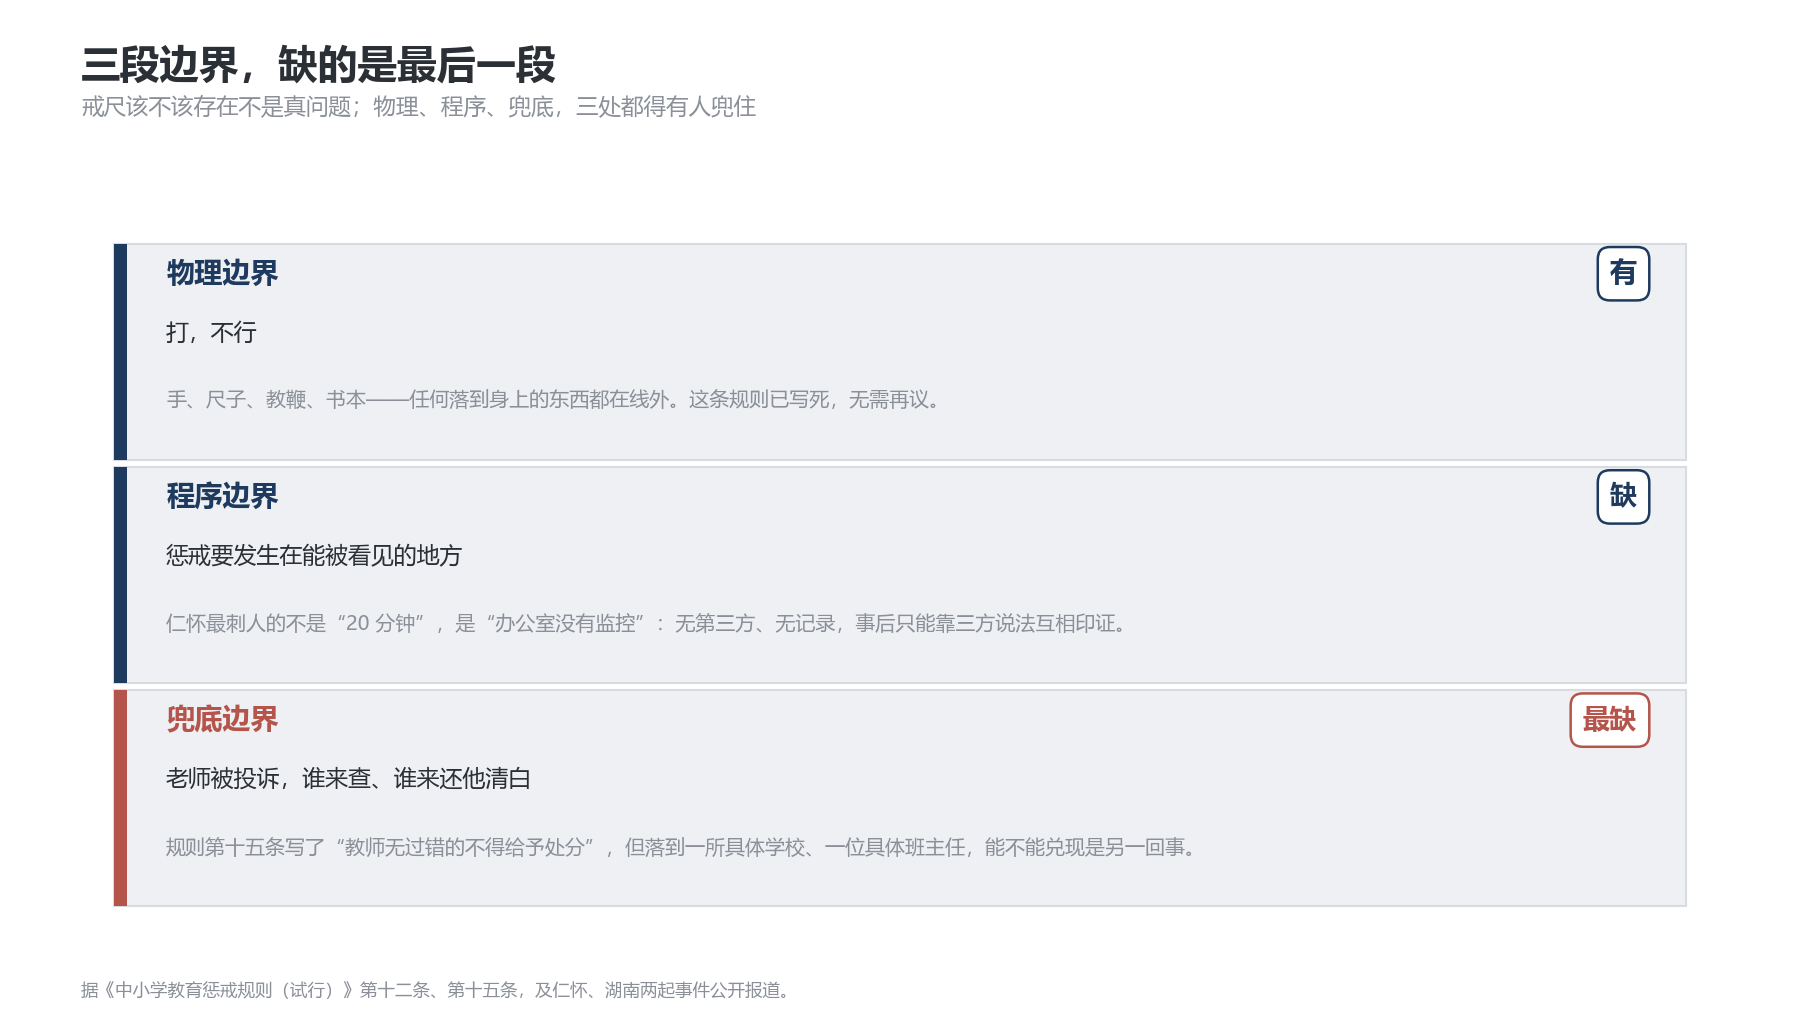 三段边界，缺的是最后一段
戒尺该不该存在不是真问题；物理、程序、兜底，三处都得有人兜住
物理边界
有
打，不行
手、尺子、教鞭、书本——任何落到身上的东西都在线外。这条规则已写死，无需再议。
程序边界
缺
惩戒要发生在能被看见的地方
仁怀最刺人的不是“20 分钟”，是“办公室没有监控”：无第三方、无记录，事后只能靠三方说法互相印证。
兜底边界
最缺
老师被投诉，谁来查、谁来还他清白
规则第十五条写了“教师无过错的不得给予处分”，但落到一所具体学校、一位具体班主任，能不能兑现是另一回事。
据《中小学教育惩戒规则（试行）》第十二条、第十五条，及仁怀、湖南两起事件公开报道。